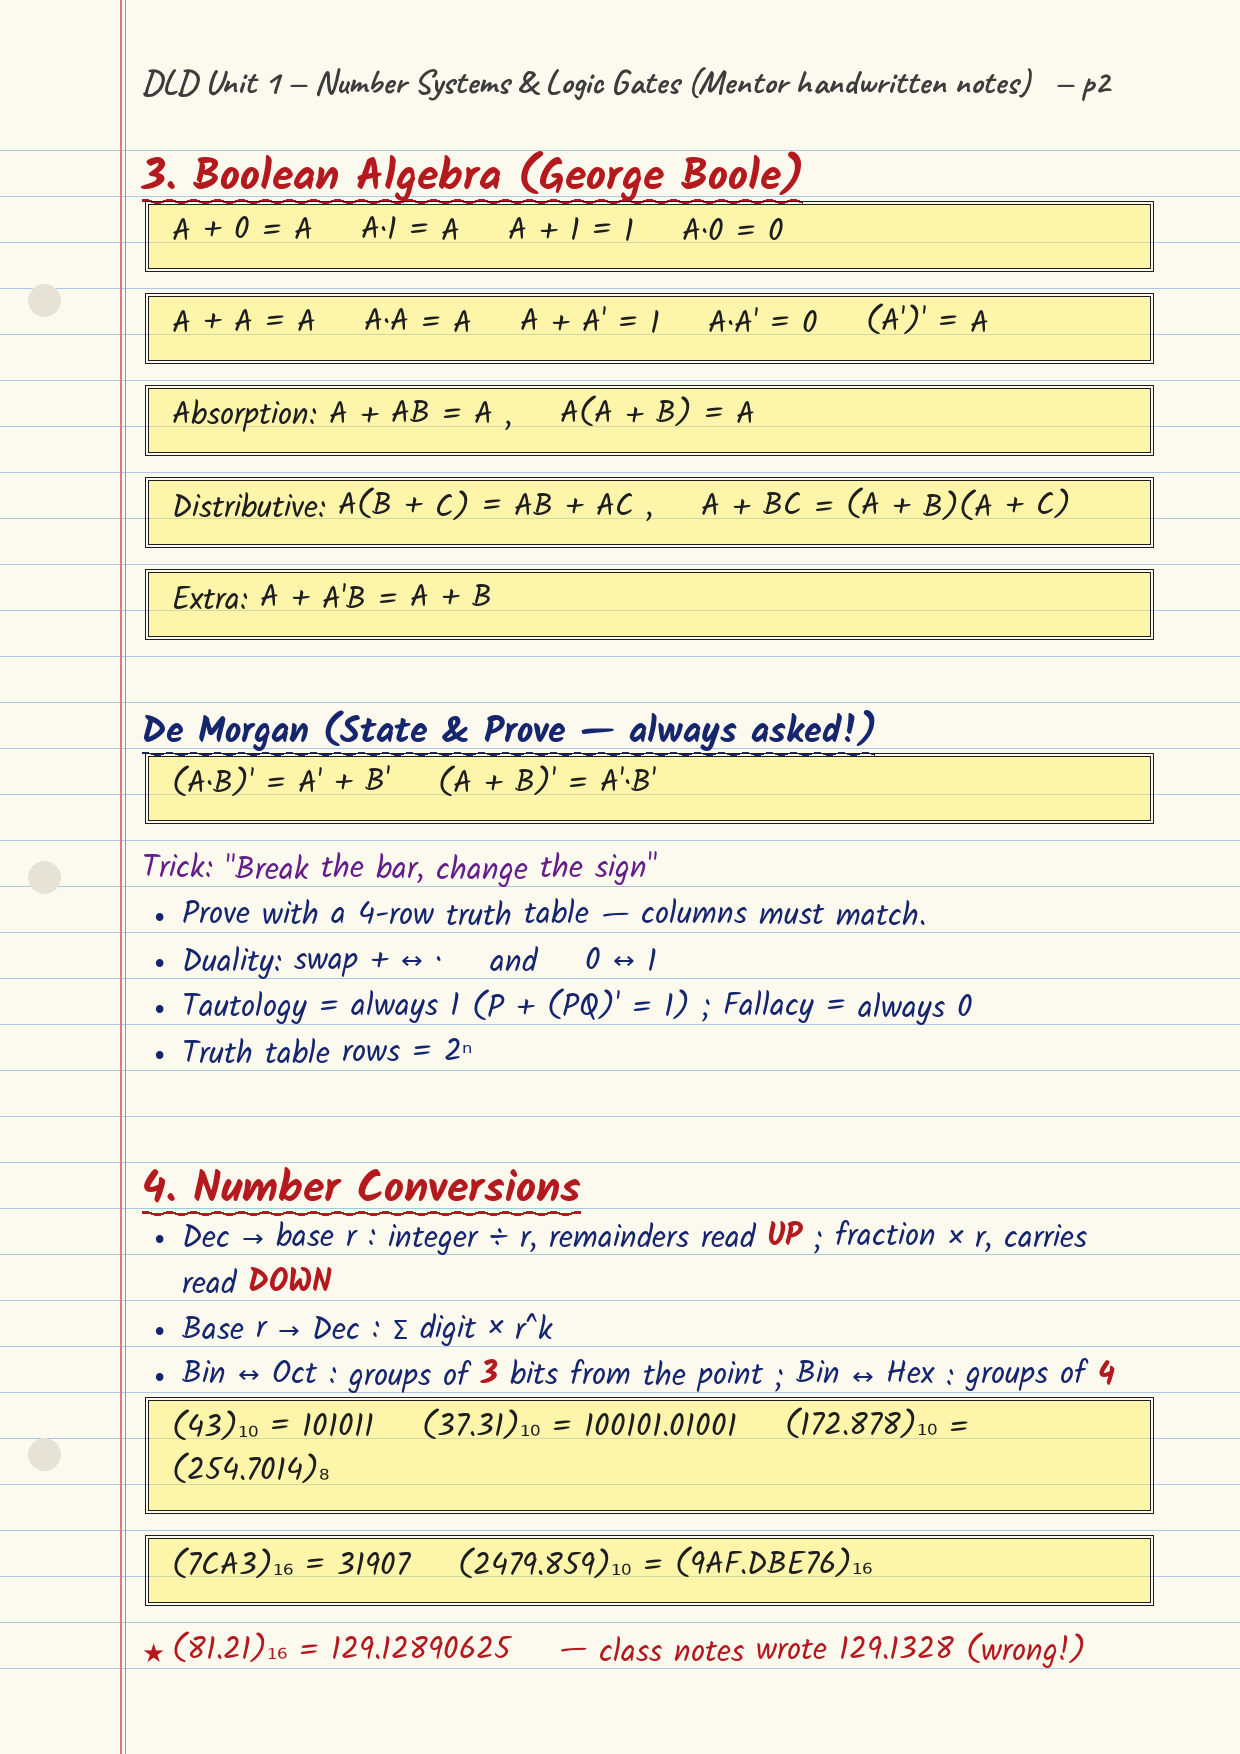 DLD Unit 1 — Number Systems & Logic Gates (Mentor handwritten notes) — p2
3. Boolean Algebra (George Boole)
A + 0 = A A·1 = A A + 1 = 1 A·0 = 0
A + A = A A·A = A A + A' = 1 A·A' = 0 (A')' = A
Absorption: A + AB = A , A(A + B) = A
Distributive: A(B + C) = AB + AC , A + BC = (A + B)(A + C)
Extra: A + A'B = A + B
De Morgan (State & Prove — always asked!)
(A·B)' = A' + B' (A + B)' = A'·B'
Trick: "Break the bar, change the sign"
• Prove with a 4-row truth table — columns must match.
• Duality: swap + ↔ · and 0 ↔ 1
• Tautology = always 1 (P + (PQ)' = 1) ; Fallacy = always 0
• Truth table rows = 2ⁿ
4. Number Conversions
• Dec → base r : integer ÷ r, remainders read UP ; fraction × r, carries
read DOWN
• Base r → Dec : Σ digit × r^k
• Bin ↔ Oct : groups of 3 bits from the point ; Bin ↔ Hex : groups of 4
(43)₁₀ = 101011 (37.31)₁₀ = 100101.01001 (172.878)₁₀ =
(254.7014)₈
(7CA3)₁₆ = 31907 (2479.859)₁₀ = (9AF.DBE76)₁₆
★ (81.21)₁₆ = 129.12890625 — class notes wrote 129.1328 (wrong!)